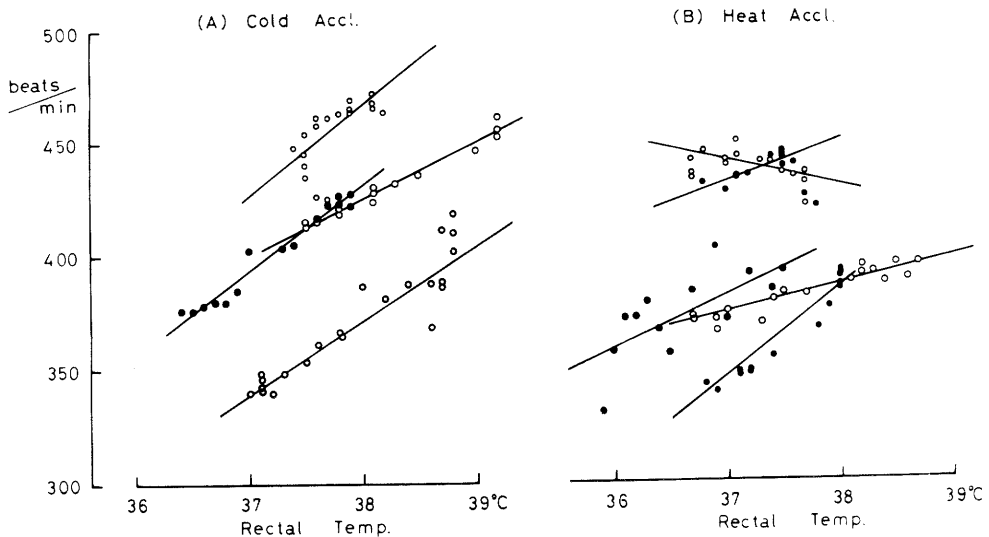 (A) Cold Accl.
(B) Heat Accl.
500
beats
min
450
400
350
300
36 37 38 39°C
Rectal Temp.
36 37 38 39°C
Rectal Temp.